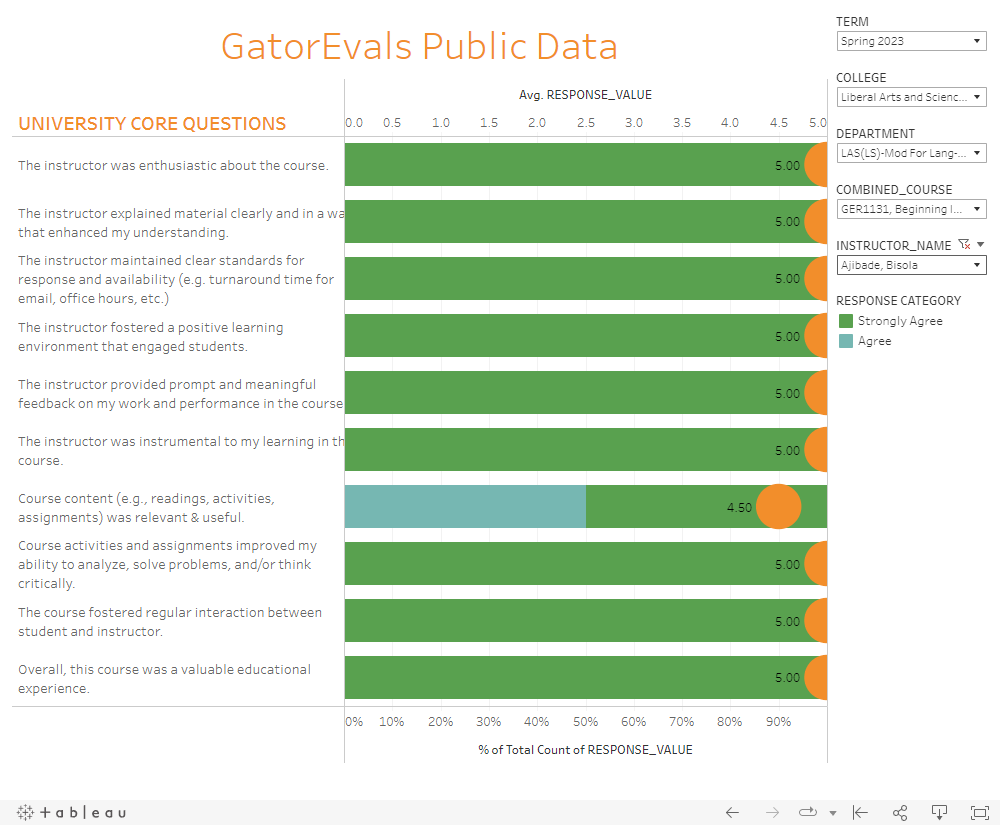 GatorEvals Public Data
TERM
Spring 2023
COLLEGE
Liberal Arts and Scienc...
DEPARTMENT
LAS(LS)-Mod For Lang-...
COMBINED_COURSE
GER1131, Beginning I...
INSTRUCTOR_NAME
Ajibade, Bisola
RESPONSE CATEGORY
Strongly Agree
Agree
Avg. RESPONSE_VALUE
UNIVERSITY CORE QUESTIONS
0.0 0.5 1.0 1.5 2.0 2.5 3.0 3.5 4.0 4.5 5.0
The instructor was enthusiastic about the course.
5.00
The instructor explained material clearly and in a wa
that enhanced my understanding.
5.00
The instructor maintained clear standards for
response and availability (e.g. turnaround time for
email, office hours, etc.)
5.00
The instructor fostered a positive learning
environment that engaged students.
5.00
The instructor provided prompt and meaningful
feedback on my work and performance in the course
5.00
The instructor was instrumental to my learning in th
course.
5.00
Course content (e.g., readings, activities,
assignments) was relevant & useful.
4.50
Course activities and assignments improved my
ability to analyze, solve problems, and/or think
critically.
5.00
The course fostered regular interaction between
student and instructor.
5.00
Overall, this course was a valuable educational
experience.
5.00
0% 10% 20% 30% 40% 50% 60% 70% 80% 90%
% of Total Count of RESPONSE_VALUE
+ableau